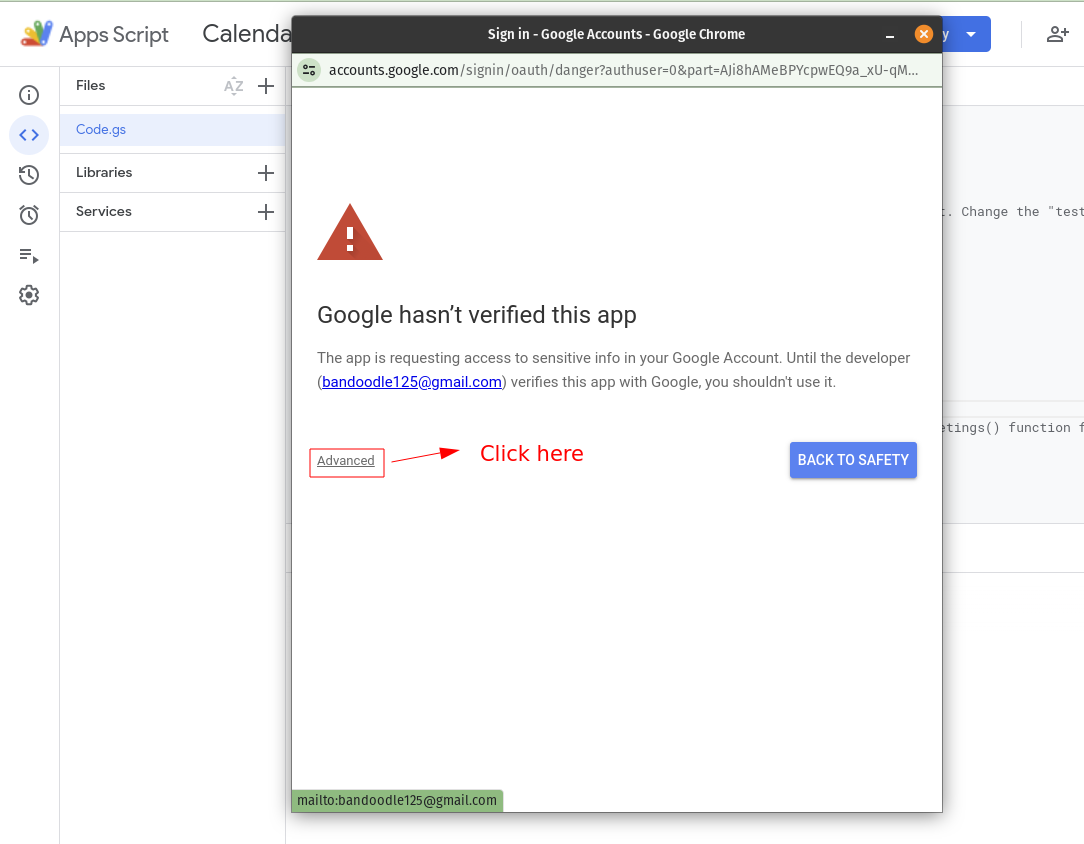 Apps Script
Calenda
Sign in - Google Accounts - Google Chrome
y
accounts.google.com/signin/oauth/danger?authuser=0&part=AJi8hAMeBPYcpwEQ9a_xU-qM...
Files
AZ
Code.gs
Libraries
Services
t. Change the "test
Google hasn’t verified this app
The app is requesting access to sensitive info in your Google Account. Until the developer
(bandoodle125@gmail.com) verifies this app with Google, you shouldn't use it.
etings() function f
Advanced
Click here
BACK TO SAFETY
mailto:bandoodle125@gmail.com